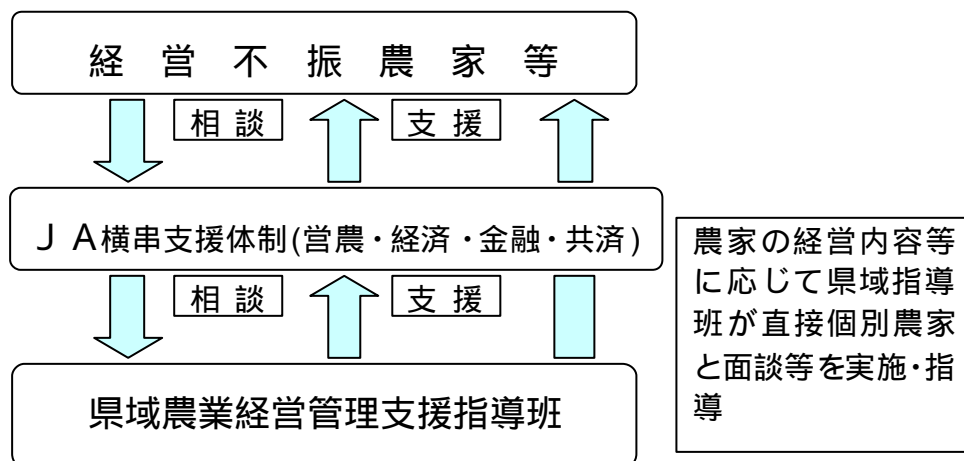 経営不振農家等
相談
支援
ＪＡ横串支援体制(営農・経済・金融・共済)
農家の経営内容等
に応じて県域指導
班が直接個別農家
と面談等を実施・指
導
相談
支援
県域農業経営管理支援指導班